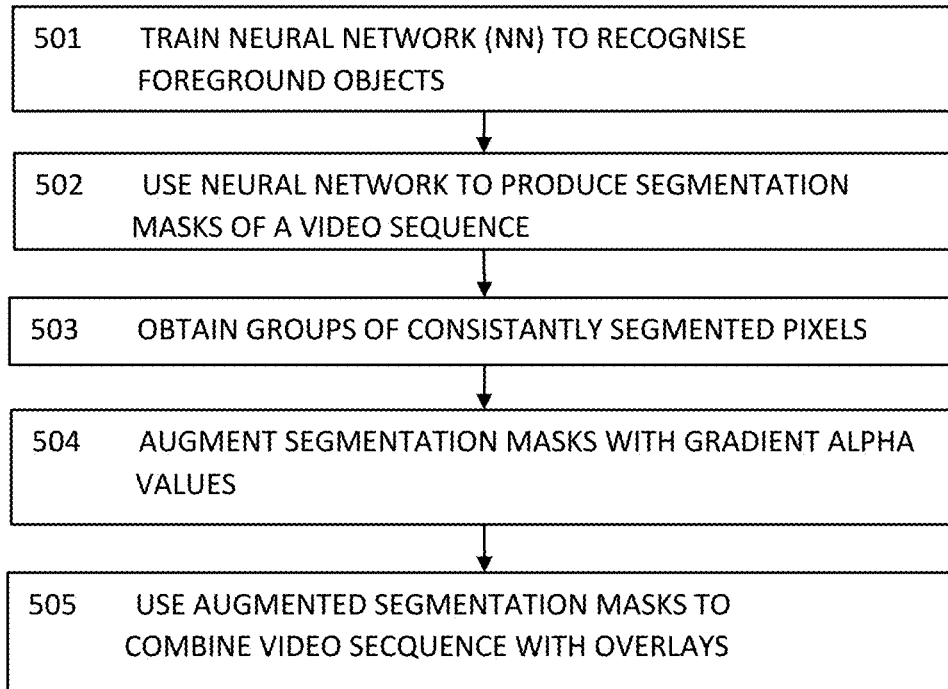 501 TRAIN NEURAL NETWORK (NN) TO RECOGNISE
FOREGROUND OBJECTS
502 USE NEURAL NETWORK TO PRODUCE SEGMENTATION
MASKS OF A VIDEO SEQUENCE
503 OBTAIN GROUPS OF CONSISTANTLY SEGMENTED PIXELS
504 AUGMENT SEGMENTATION MASKS WITH GRADIENT ALPHA
VALUES
505 USE AUGMENTED SEGMENTATION MASKS TO
COMBINE VIDEO SECQUENCE WITH OVERLAYS